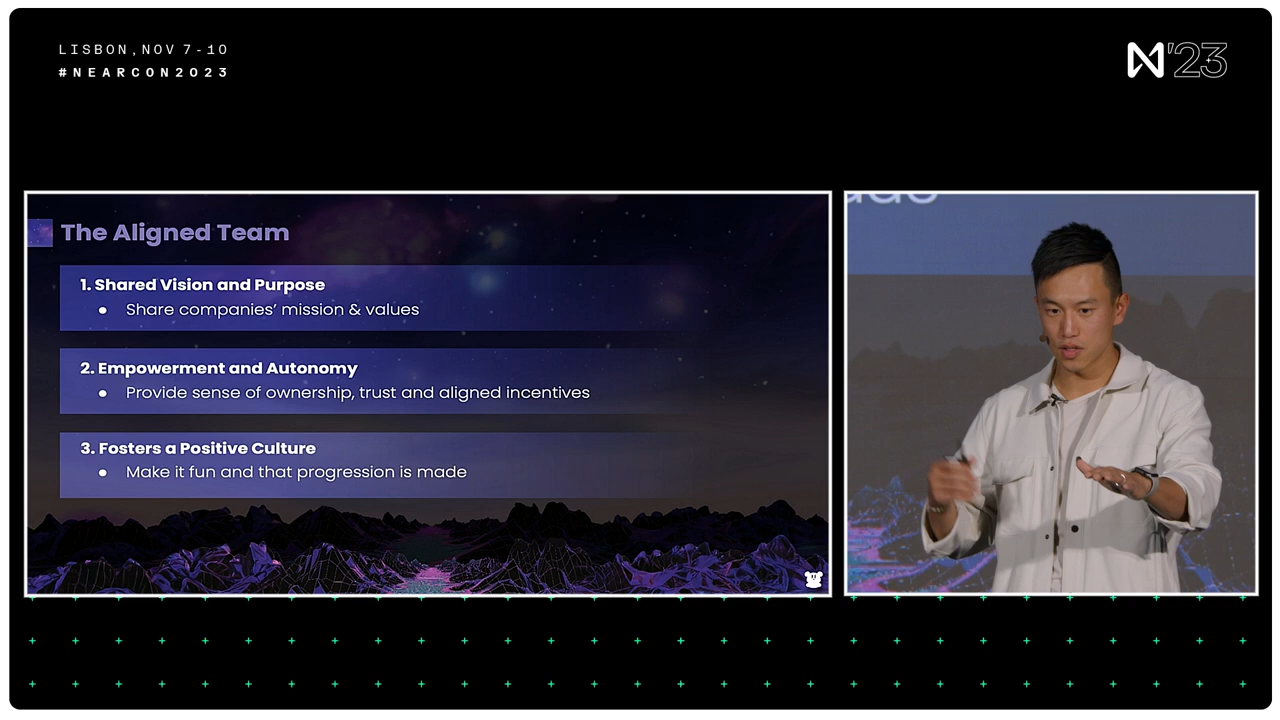 LISBON, NOV 7-10
#NEARCON2023
N'23
The Aligned Team
1. Shared Vision and Purpose
● Share companies’ mission & values
2. Empowerment and Autonomy
● Provide sense of ownership, trust and aligned incentives
3. Fosters a Positive Culture
● Make it fun and that progression is made